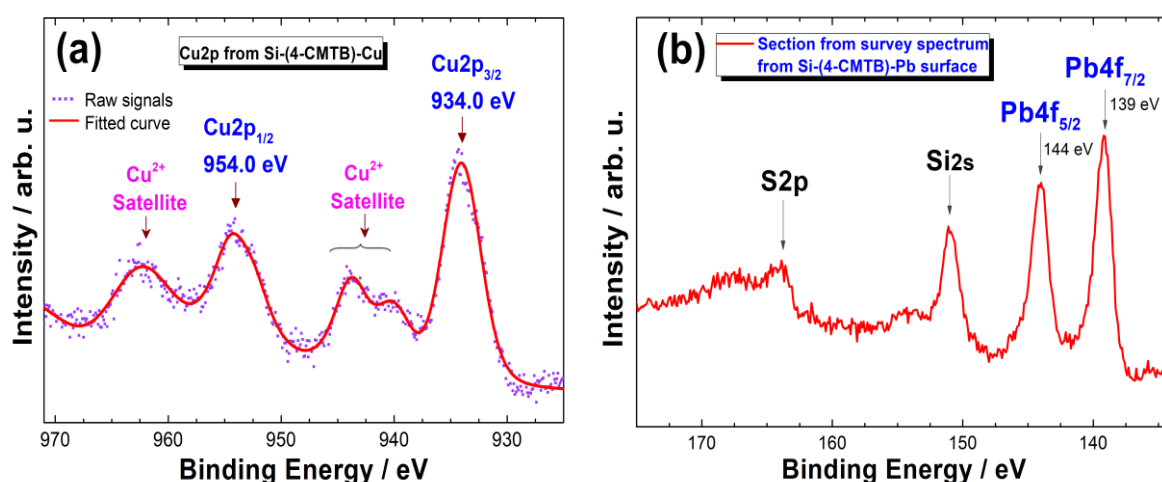 (a)
Cu2p from Si-(4-CMTB)-Cu
Raw signals
Fitted curve
Cu2p3/2
934.0 eV
Cu2p1/2
954.0 eV
Cu2+
Satellite
Cu2+
Satellite
Intensity / arb. u.
970
960
950
940
930
Binding Energy / eV
(b)
Section from survey spectrum
from Si-(4-CMTB)-Pb surface
Pb4f7/2
139 eV
Pb4f5/2
144 eV
Si2s
S2p
Intensity / arb. u.
170
160
150
140
Binding Energy / eV